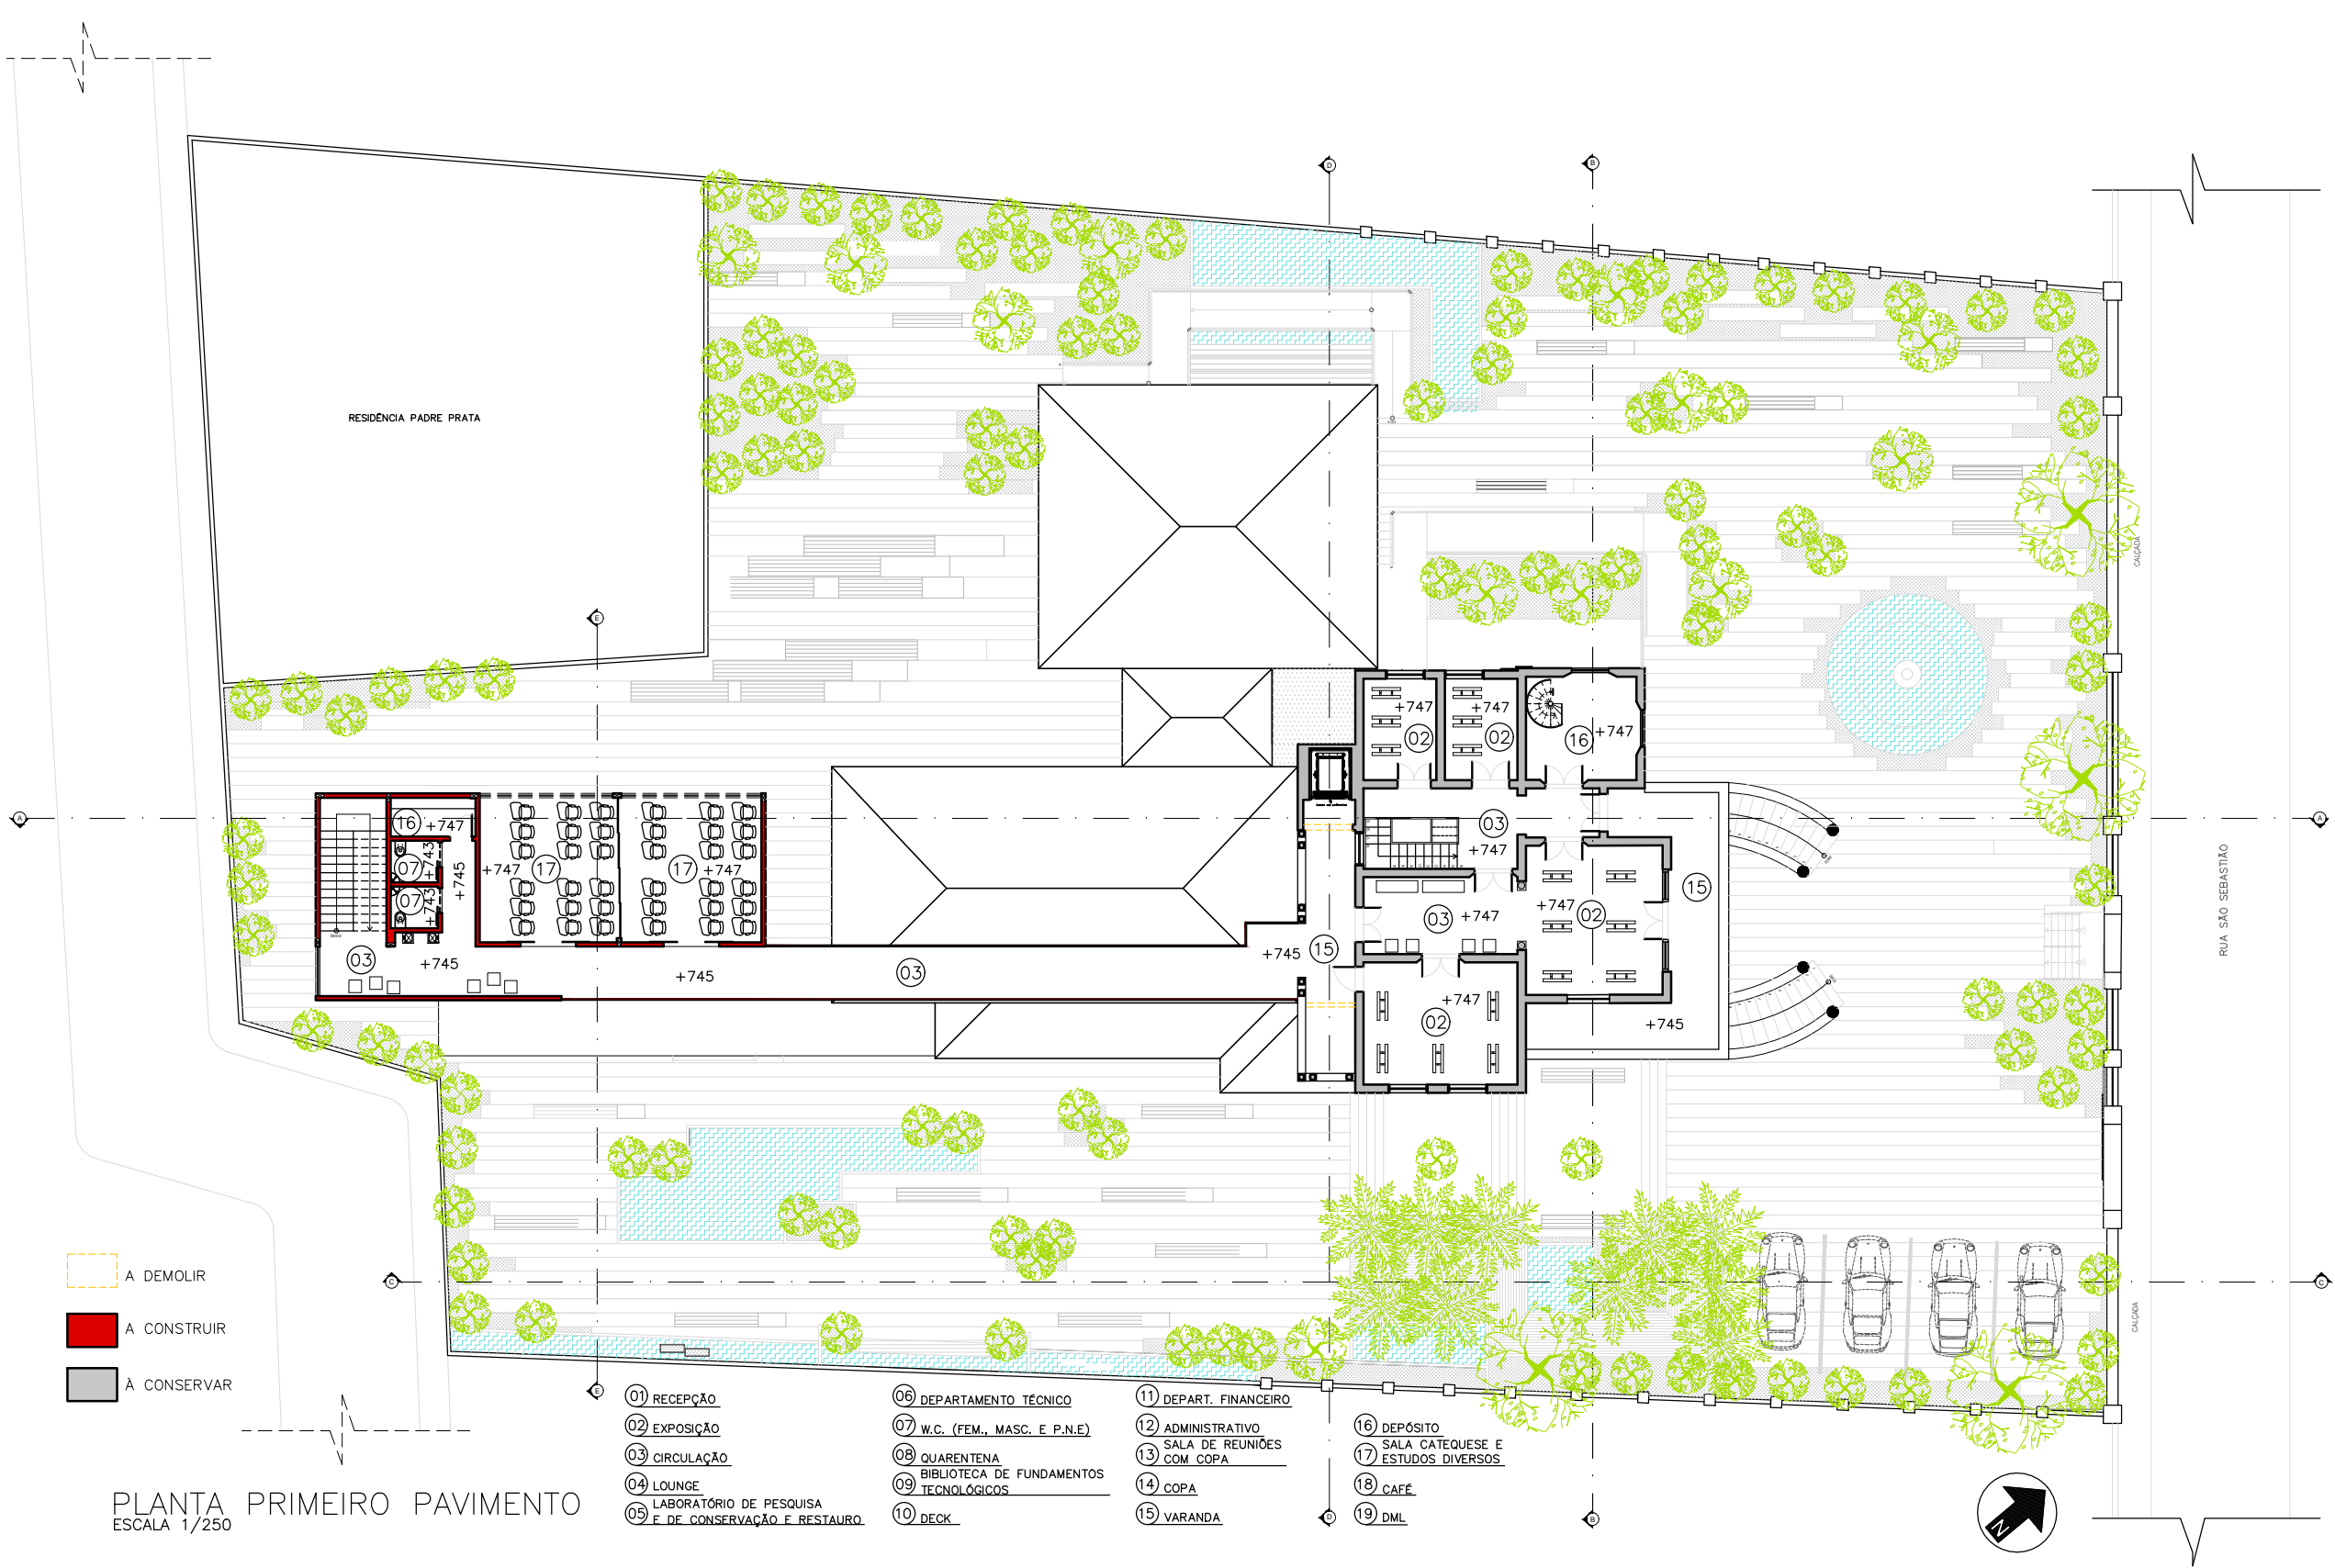 D
B
RESIDÊNCIA PADRE PRATA
CALÇADA
E
+747
+747
02
02
16
+747
A
A
16
+747
03
+747
07
+743
+745
+747
17
17
+747
07
+743
RUA SÃO SEBASTIÃO
15
+747
02
03
+747
03
+745
+745
03
+745
15
+747
02
+745
A DEMOLIR
C
C
A CONSTRUIR
CALÇADA
À CONSERVAR
E
01 RECEPÇÃO
02 EXPOSIÇÃO
03 CIRCULAÇÃO
04 LOUNGE
05 LABORATÓRIO DE PESQUISA
E DE CONSERVAÇÃO E RESTAURO
06 DEPARTAMENTO TÉCNICO
07 W.C. (FEM., MASC. E P.N.E)
08 QUARENTENA
09 BIBLIOTECA DE FUNDAMENTOS
TECNOLÓGICOS
10 DECK
11 DEPART. FINANCEIRO
12 ADMINISTRATIVO
13 SALA DE REUNIÕES
COM COPA
14 COPA
15 VARANDA
16 DEPÓSITO
17 SALA CATEQUESE E
ESTUDOS DIVERSOS
18 CAFÉ
19 DML
D
B
N
PLANTA PRIMEIRO PAVIMENTO
ESCALA 1/250